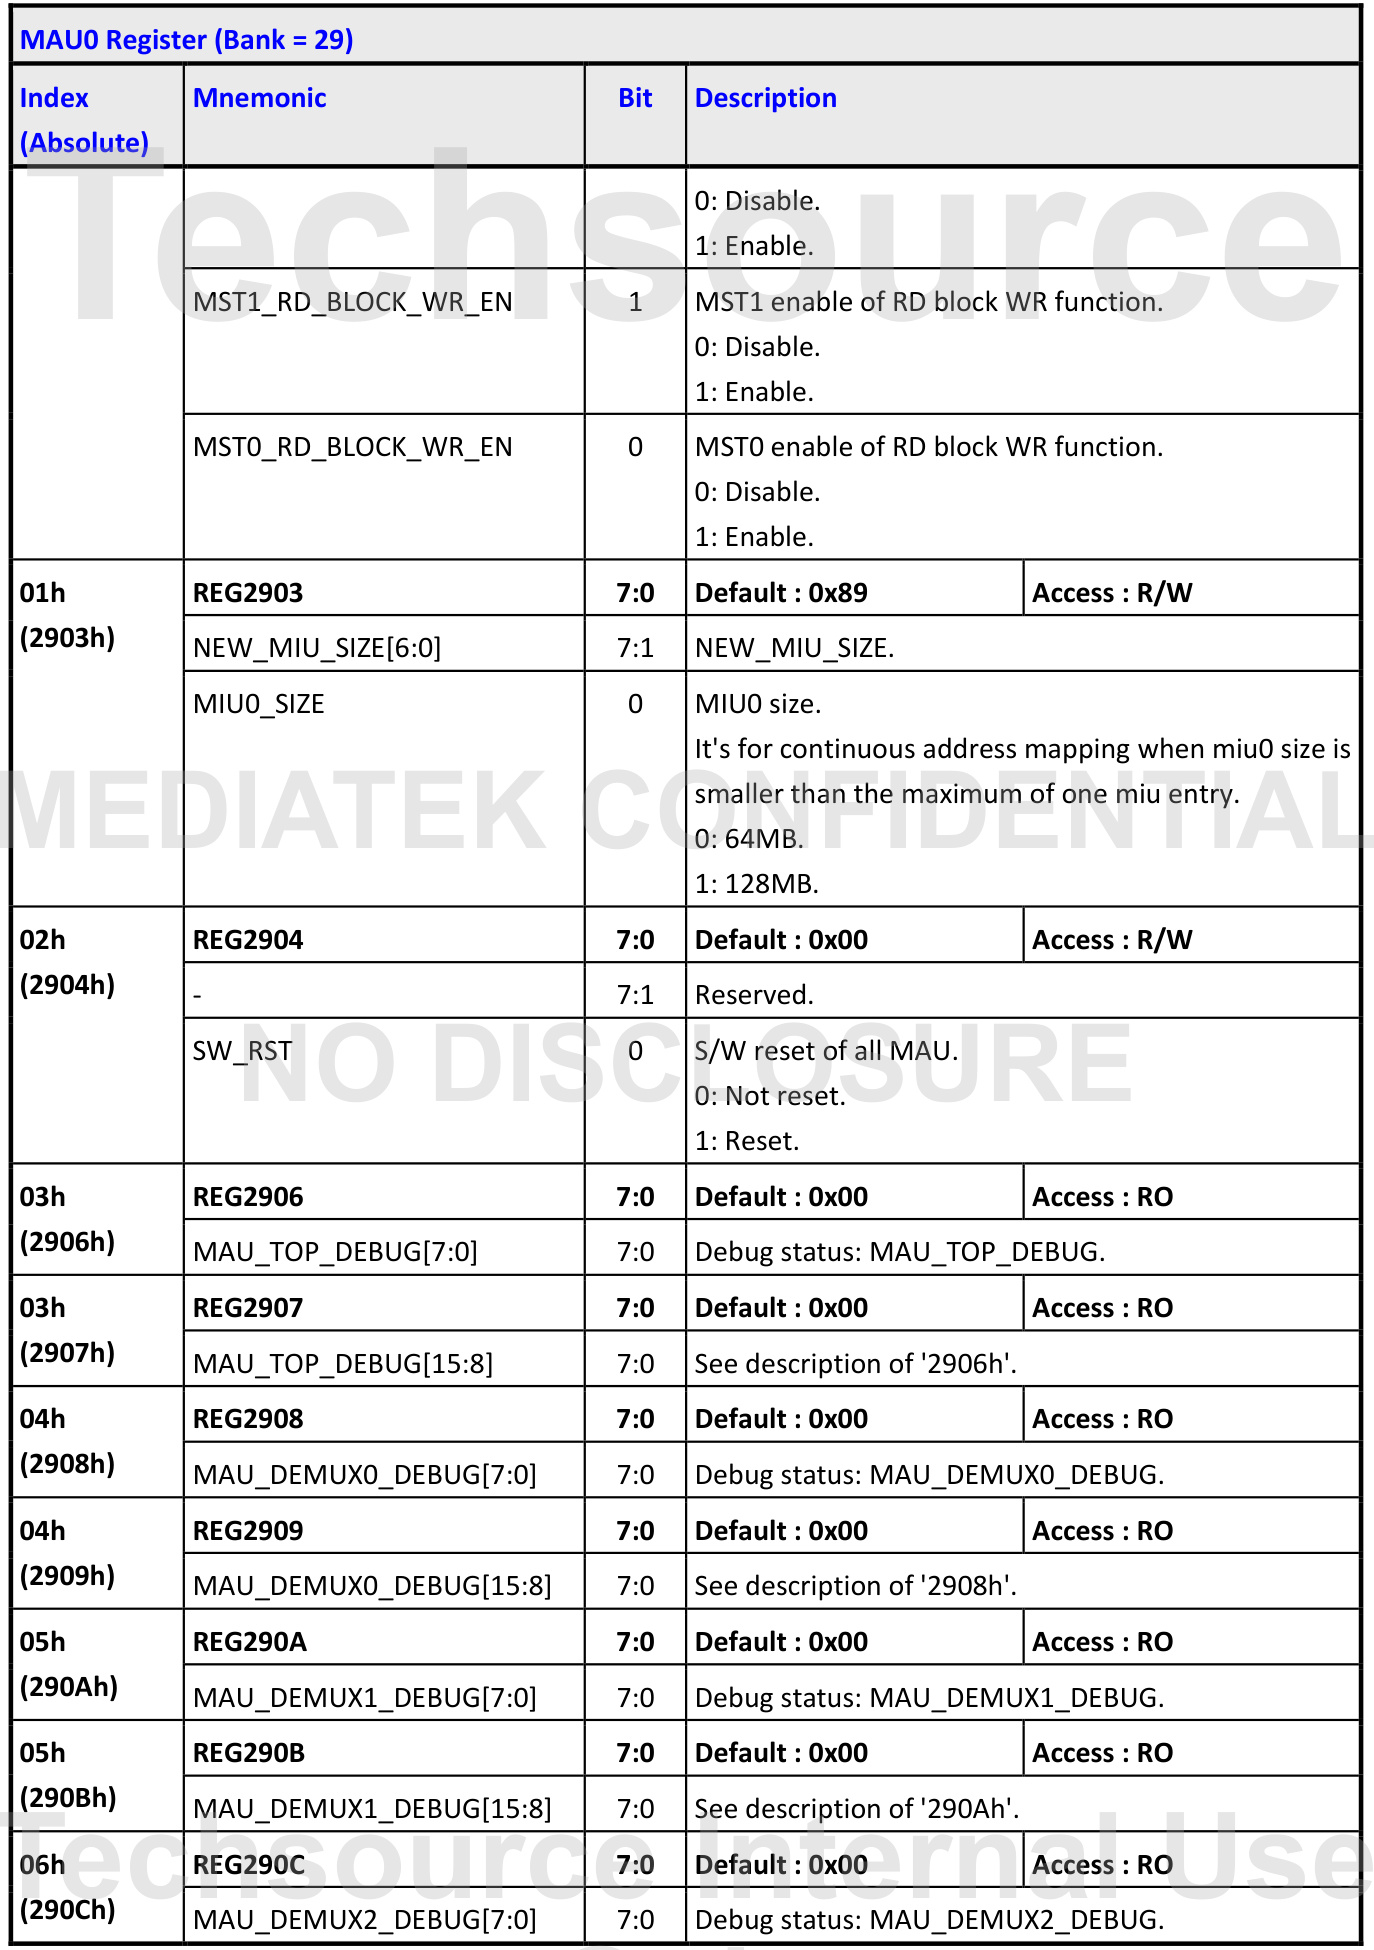 MAU0 Register (Bank = 29)
Index
(Absolute)
Mnemonic
Bit
Description
0: Disable.
1: Enable.
MST1_RD_BLOCK_WR_EN
1
MST1 enable of RD block WR function.
0: Disable.
1: Enable.
MST0_RD_BLOCK_WR_EN
0
MST0 enable of RD block WR function.
0: Disable.
1: Enable.
01h
(2903h)
REG2903
7:0
Default : 0x89
Access : R/W
NEW_MIU_SIZE[6:0]
7:1
NEW_MIU_SIZE.
MIU0_SIZE
0
MIU0 size.
It's for continuous address mapping when miu0 size is
smaller than the maximum of one miu entry.
0: 64MB.
1: 128MB.
02h
(2904h)
REG2904
7:0
Default : 0x00
Access : R/W
-
7:1
Reserved.
SW_RST
0
S/W reset of all MAU.
0: Not reset.
1: Reset.
03h
(2906h)
REG2906
7:0
Default : 0x00
Access : RO
MAU_TOP_DEBUG[7:0]
7:0
Debug status: MAU_TOP_DEBUG.
03h
(2907h)
REG2907
7:0
Default : 0x00
Access : RO
MAU_TOP_DEBUG[15:8]
7:0
See description of '2906h'.
04h
(2908h)
REG2908
7:0
Default : 0x00
Access : RO
MAU_DEMUX0_DEBUG[7:0]
7:0
Debug status: MAU_DEMUX0_DEBUG.
04h
(2909h)
REG2909
7:0
Default : 0x00
Access : RO
MAU_DEMUX0_DEBUG[15:8]
7:0
See description of '2908h'.
05h
(290Ah)
REG290A
7:0
Default : 0x00
Access : RO
MAU_DEMUX1_DEBUG[7:0]
7:0
Debug status: MAU_DEMUX1_DEBUG.
05h
(290Bh)
REG290B
7:0
Default : 0x00
Access : RO
MAU_DEMUX1_DEBUG[15:8]
7:0
See description of '290Ah'.
06h
(290Ch)
REG290C
7:0
Default : 0x00
Access : RO
MAU_DEMUX2_DEBUG[7:0]
7:0
Debug status: MAU_DEMUX2_DEBUG.
Techsource
MEDIATEK CONFIDENTIAL
NO DISCLOSURE
Techsource Internal Use